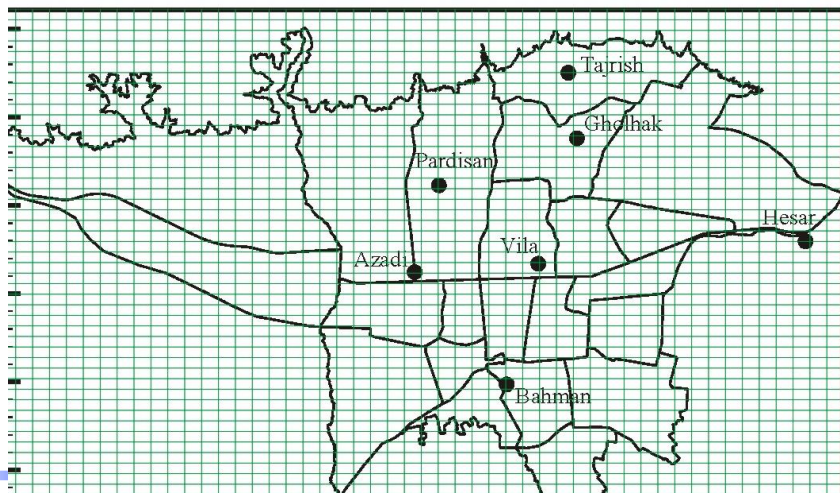 Tajrish
Gholhak
Pardisan
Hesar
Vila
Azadi
Bahman